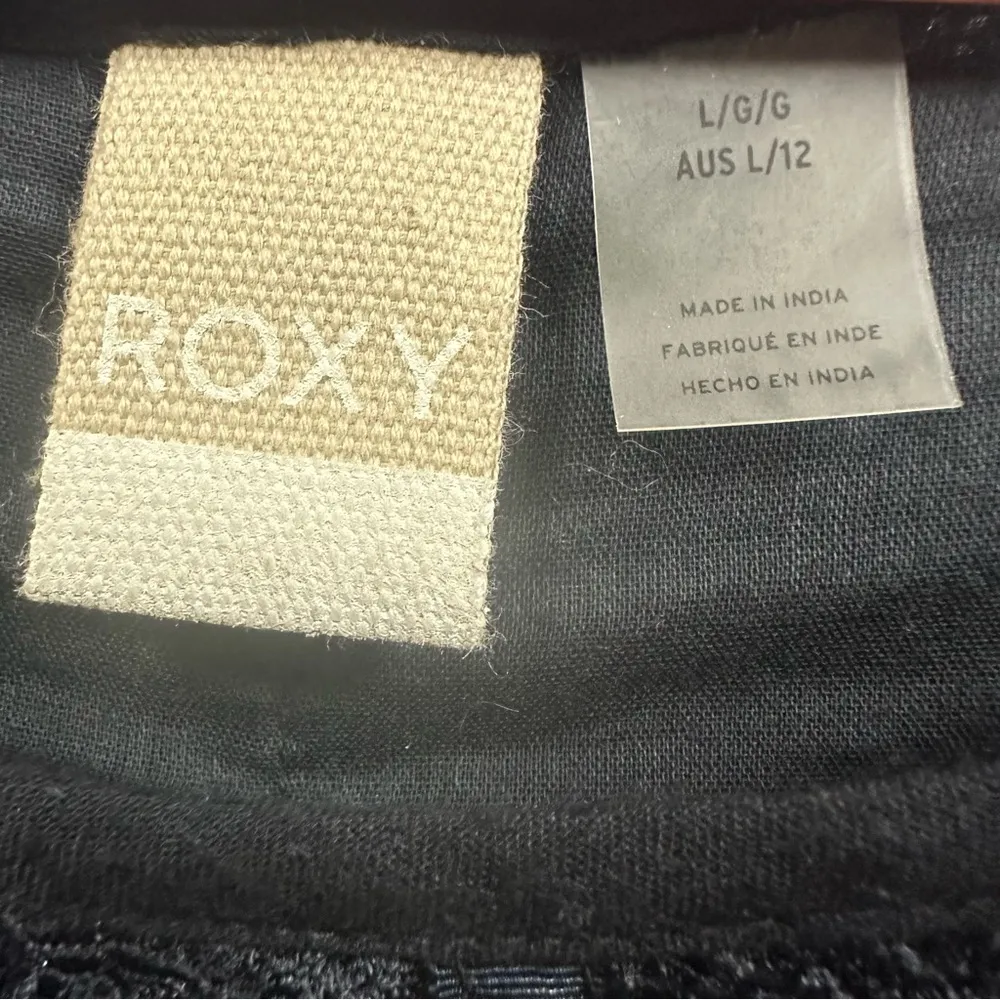 ROXY
L/G/G
AUS L/12
MADE IN INDIA
FABRIQUÉ EN INDE
HECHO EN INDIA